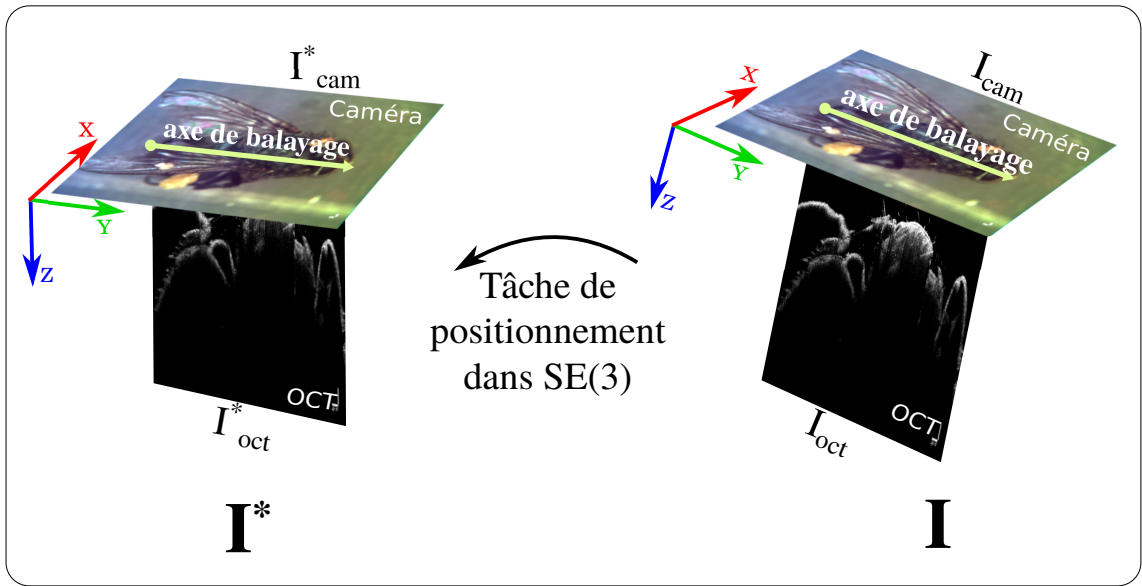 I*cam
Caméra
axe de balayage
X
Y
Z
OCT
I*oct
I*
Tâche de
positionnement
dans SE(3)
Icam
Caméra
axe de balayage
X
Y
Z
OCT
Ioct
I